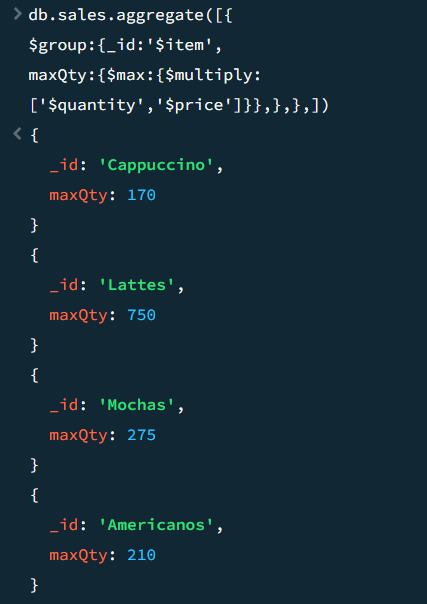 > db.sales.aggregate([{
$group:{_id:'$item',
maxQty:{$max:{$multiply:
['$quantity','$price']}},},},])
< {
_id: 'Cappuccino',
maxQty: 170
}
{
_id: 'Lattes',
maxQty: 750
}
{
_id: 'Mochas',
maxQty: 275
}
{
_id: 'Americanos',
maxQty: 210
}